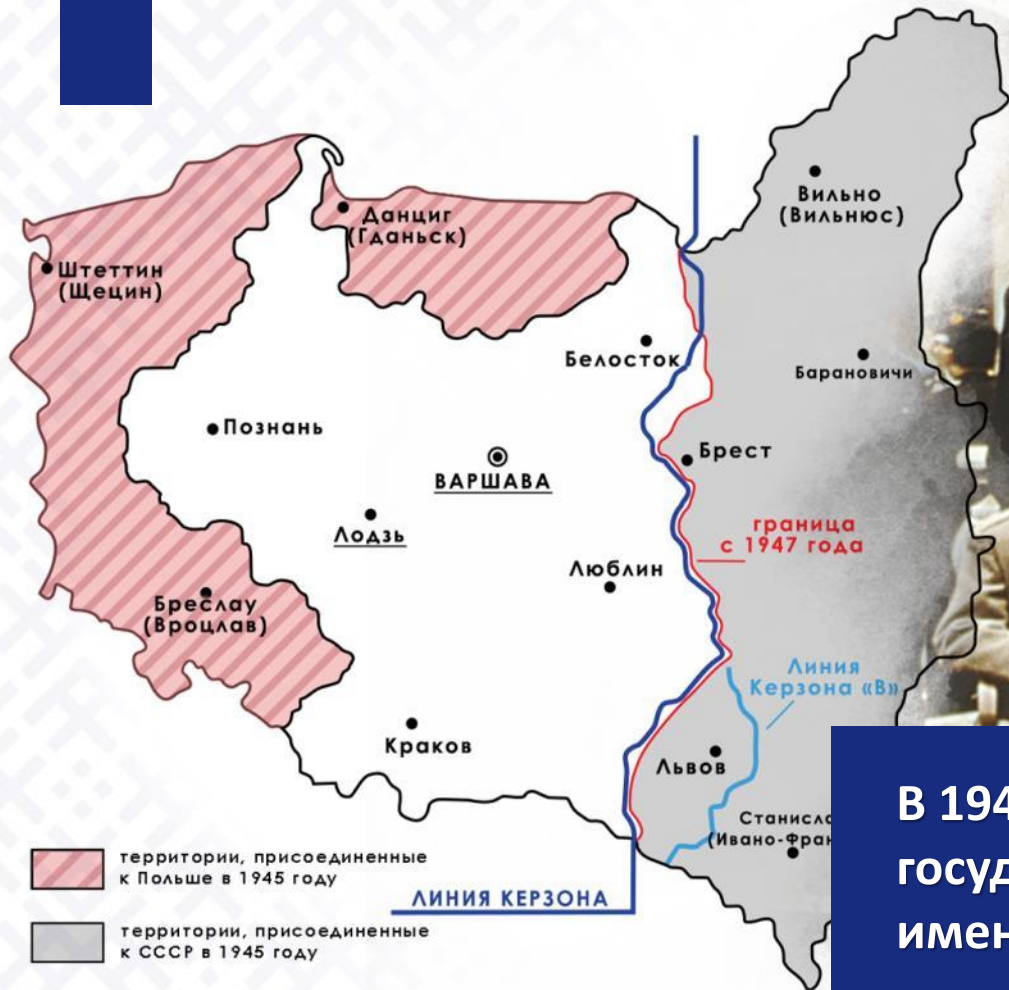 Вильно
(Вильнюс)
Данциг
(Гданьск)
Штеттин
(Щецин)
Белосток
Барановичи
Познань
Брест
ВАРШАВА
Лодзь
граница
с 1947 года
Люблин
Бреслау
(Вроцлав)
Линия
Керзона «В»
Краков
Львов
территории, присоединенные
к Польше в 1945 году
ЛИНИЯ КЕРЗОНА
территории, присоединенные
к СССР в 1945 году
В